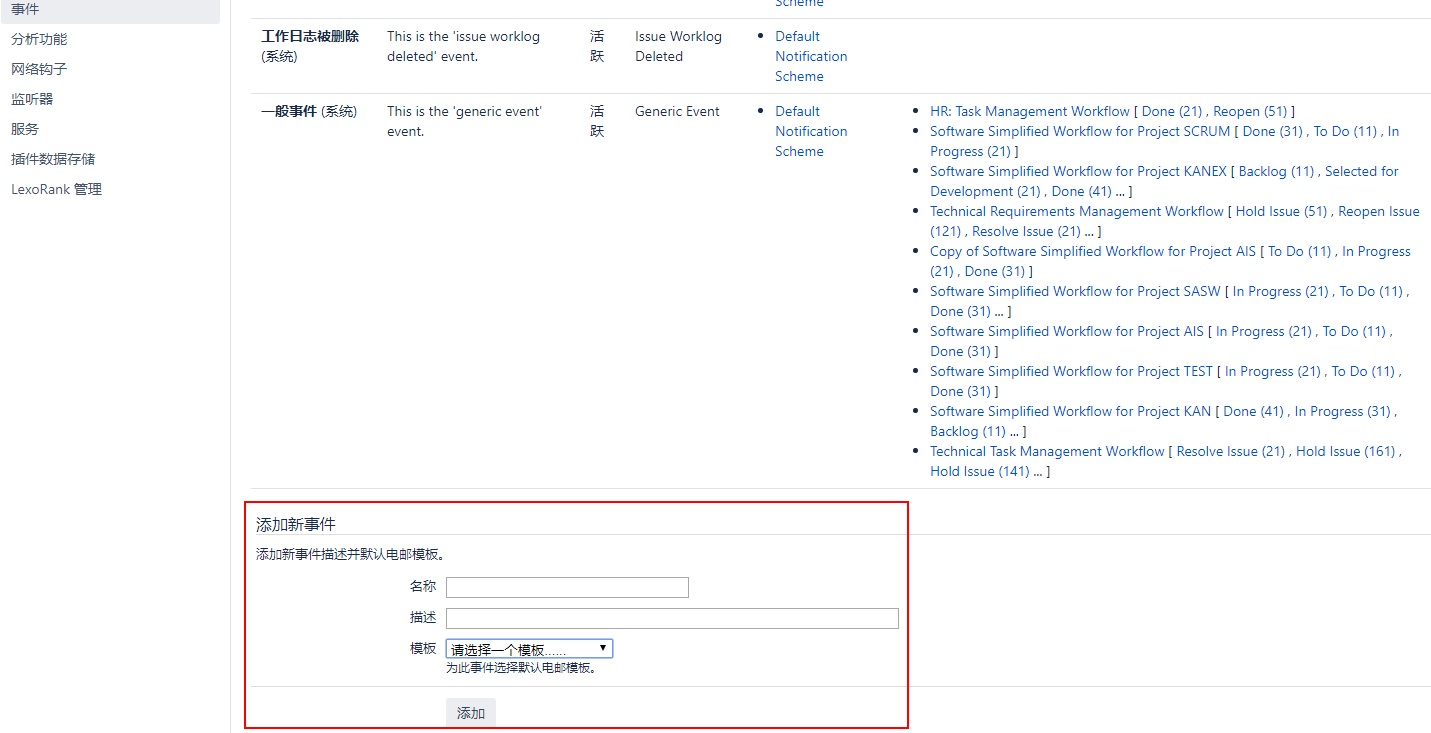 事件
分析功能
网络钩子
监听器
服务
插件数据存储
LexoRank 管理
Scheme
工作日志被删除
(系统)
This is the 'issue worklog
deleted' event.
活
跃
Issue Worklog
Deleted
Default
Notification
Scheme
一般事件 (系统)
This is the 'generic event'
event.
活
跃
Generic Event
Default
Notification
Scheme
HR: Task Management Workflow [ Done (21) , Reopen (51) ]
Software Simplified Workflow for Project SCRUM [ Done (31) , To Do (11) , In
Progress (21) ]
Software Simplified Workflow for Project KANEX [ Backlog (11) , Selected for
Development (21) , Done (41) ... ]
Technical Requirements Management Workflow [ Hold Issue (51) , Reopen Issue
(121) , Resolve Issue (21) ... ]
Copy of Software Simplified Workflow for Project AIS [ To Do (11) , In Progress
(21) , Done (31) ]
Software Simplified Workflow for Project SASW [ In Progress (21) , To Do (11) ,
Done (31) ... ]
Software Simplified Workflow for Project AIS [ In Progress (21) , To Do (11) ,
Done (31) ]
Software Simplified Workflow for Project TEST [ In Progress (21) , To Do (11) ,
Done (31) ]
Software Simplified Workflow for Project KAN [ Done (41) , In Progress (31) ,
Backlog (11) ... ]
Technical Task Management Workflow [ Resolve Issue (21) , Hold Issue (161) ,
Hold Issue (141) ... ]
添加新事件
添加新事件描述并默认电邮模板。
名称
描述
模板 请选择一个模板......
为此事件选择默认电邮模板。
添加